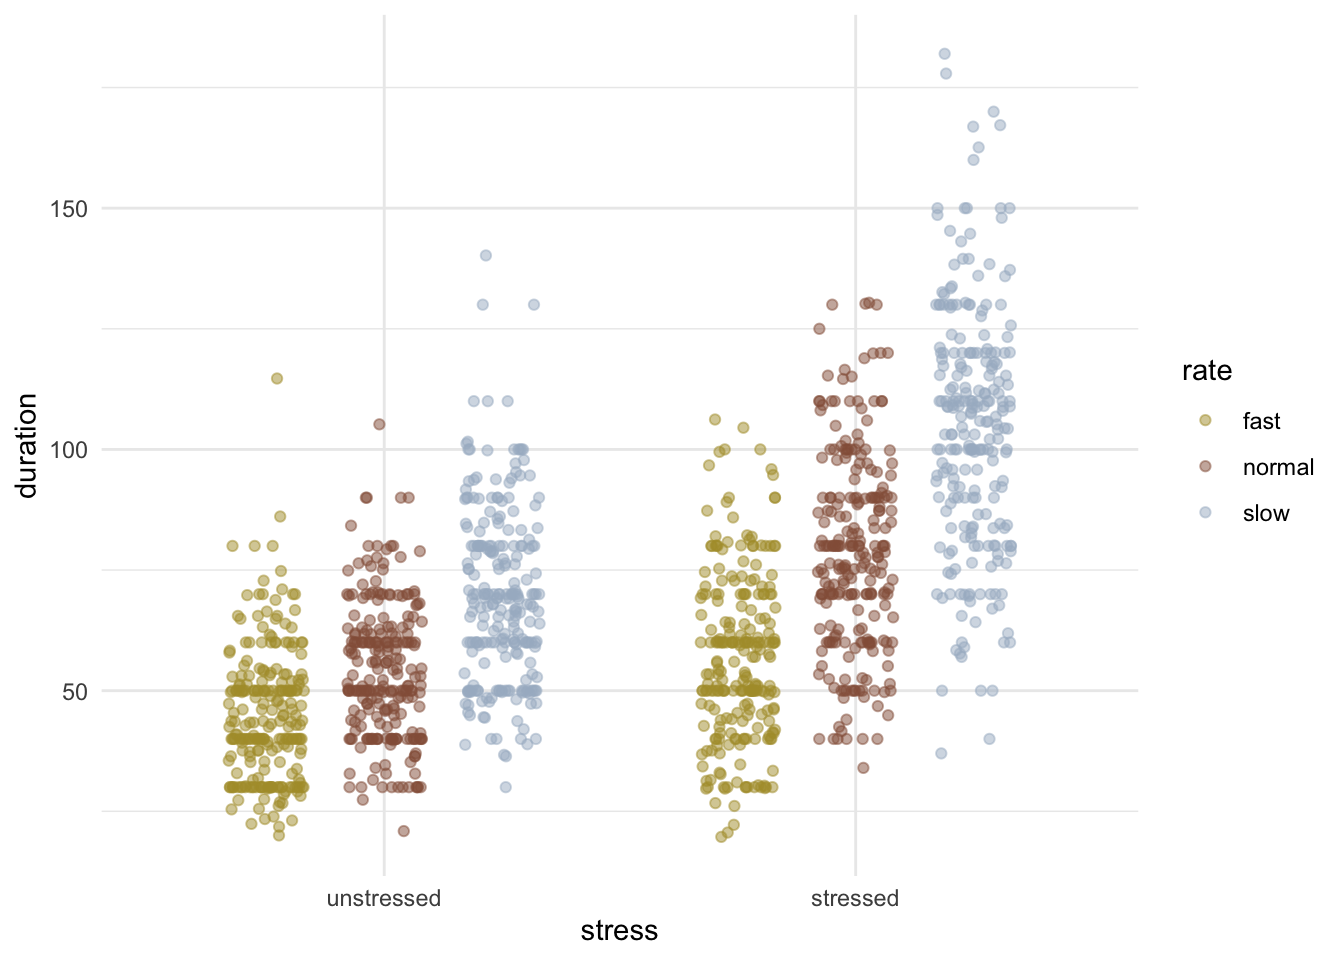 150
100
50
duration
unstressed
stressed
stress
rate
fast
normal
slow